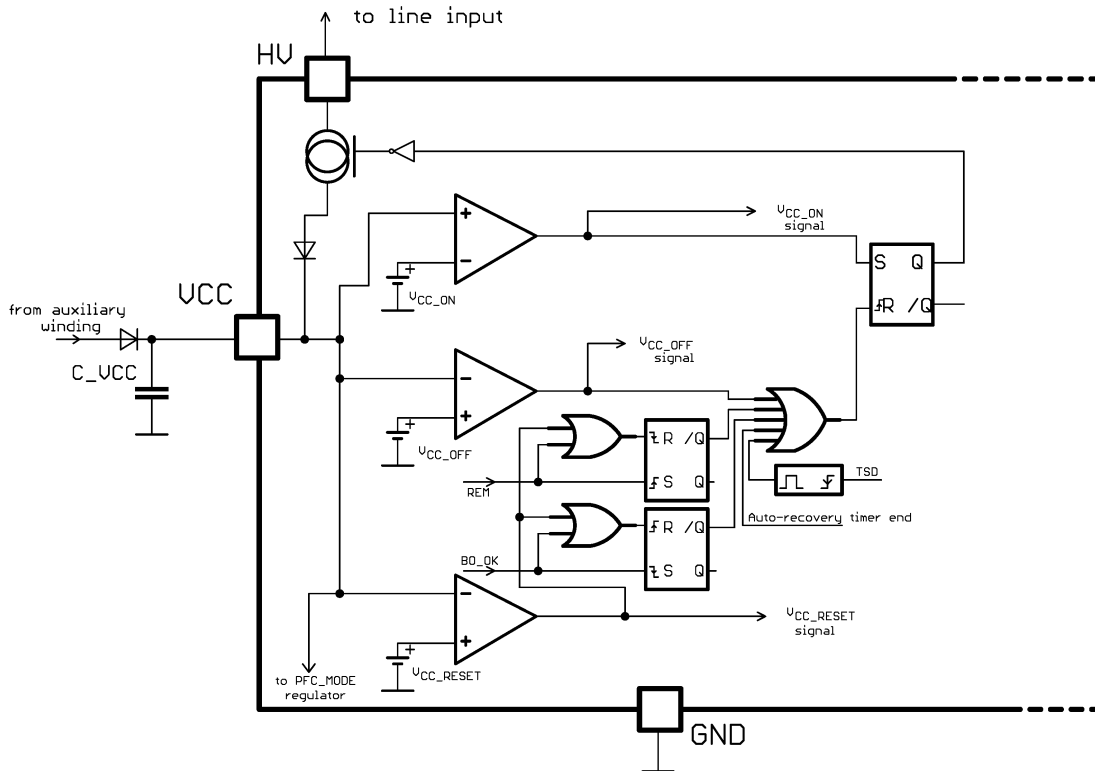 to line input
HV
+
VCC_ON
signal
S Q
R /Q
-
+
VCC_ON
VCC
from auxiliary
winding
C_VCC
VCC_OFF
signal
-
+
+
VCC_OFF
R /Q
S Q
REM
TSD
Auto-recovery timer end
R /Q
S Q
BO_OK
-
+
+
VCC_RESET
VCC_RESET
signal
to PFC_MODE
regulator
GND